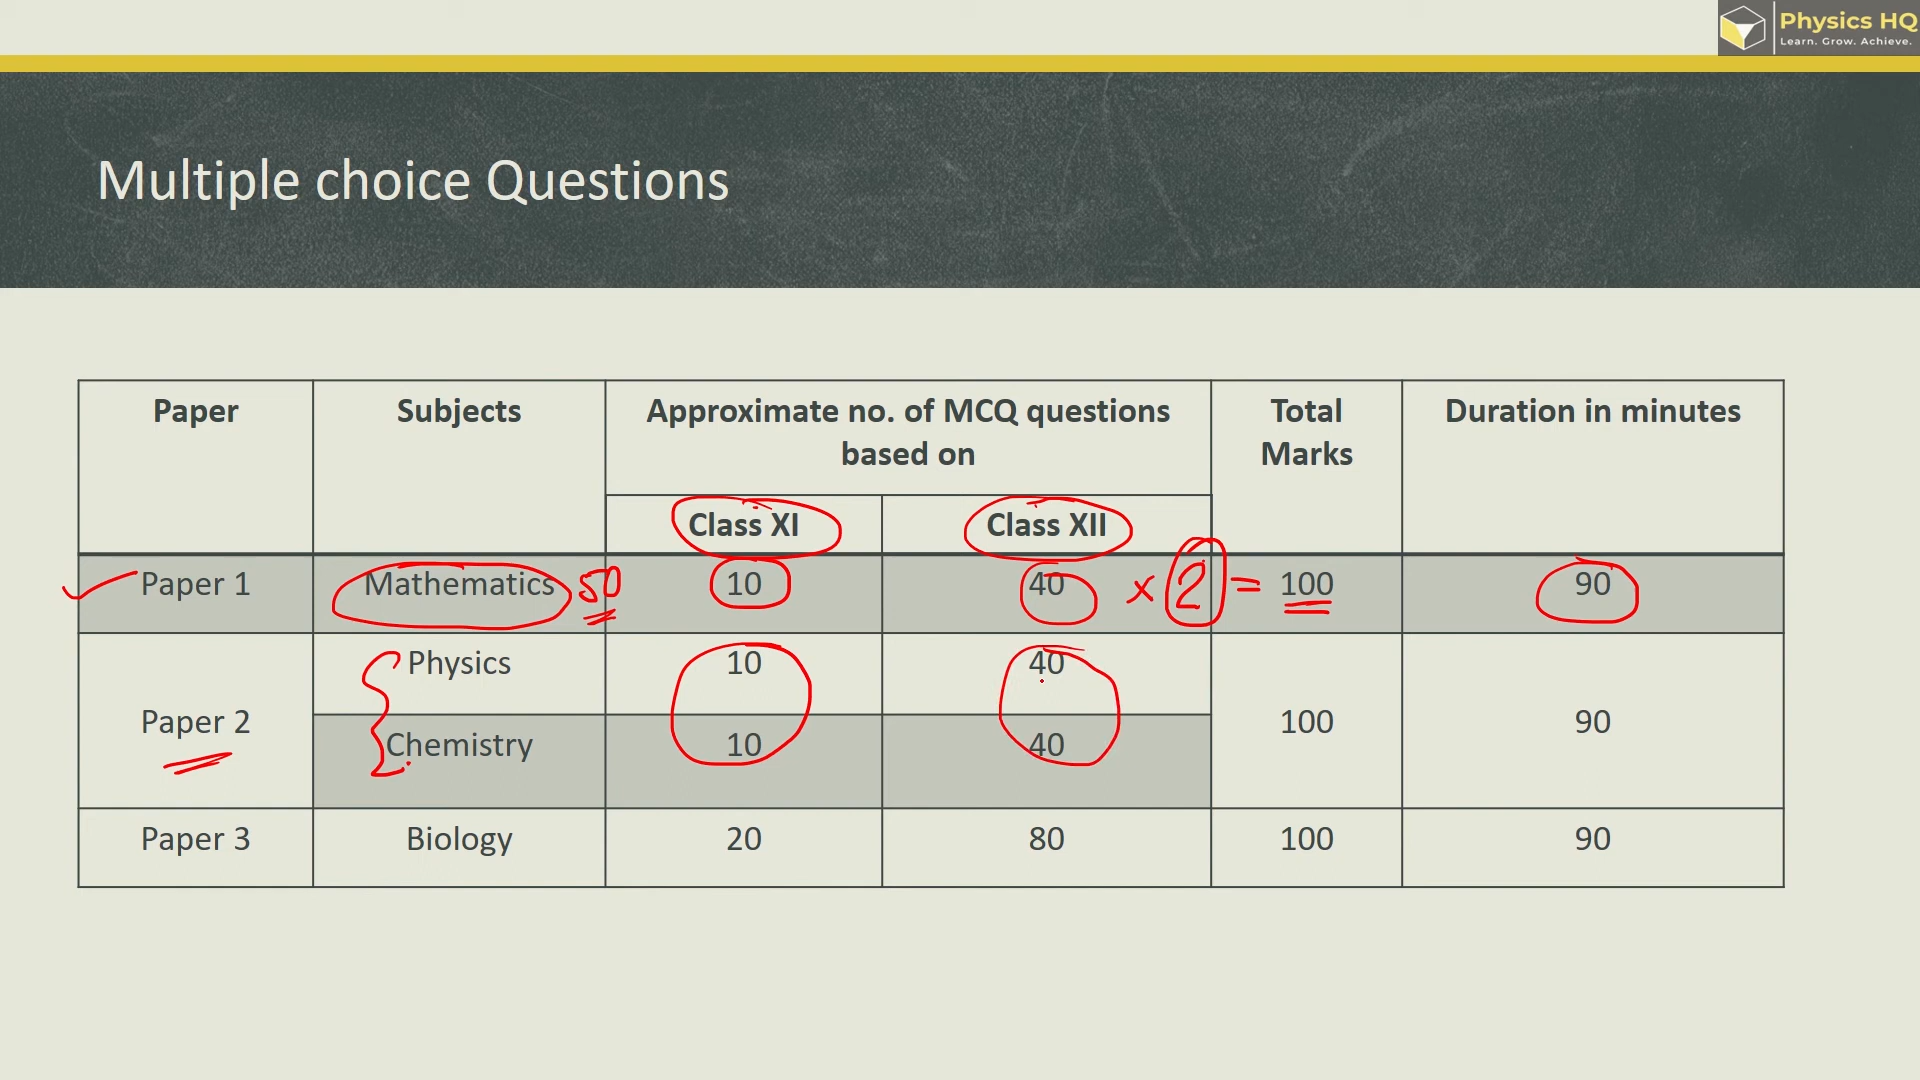 Physics HQ
Learn. Grow. Achieve.
Multiple choice Questions
Paper Subjects Approximate no. of MCQ questions based on Total Marks Duration in minutes
Class XI Class XII
Paper 1 Mathematics 50 10 40 x 2 = 100 90
Paper 2 Physics 10 40 100 90
Chemistry 10 40
Paper 3 Biology 20 80 100 90